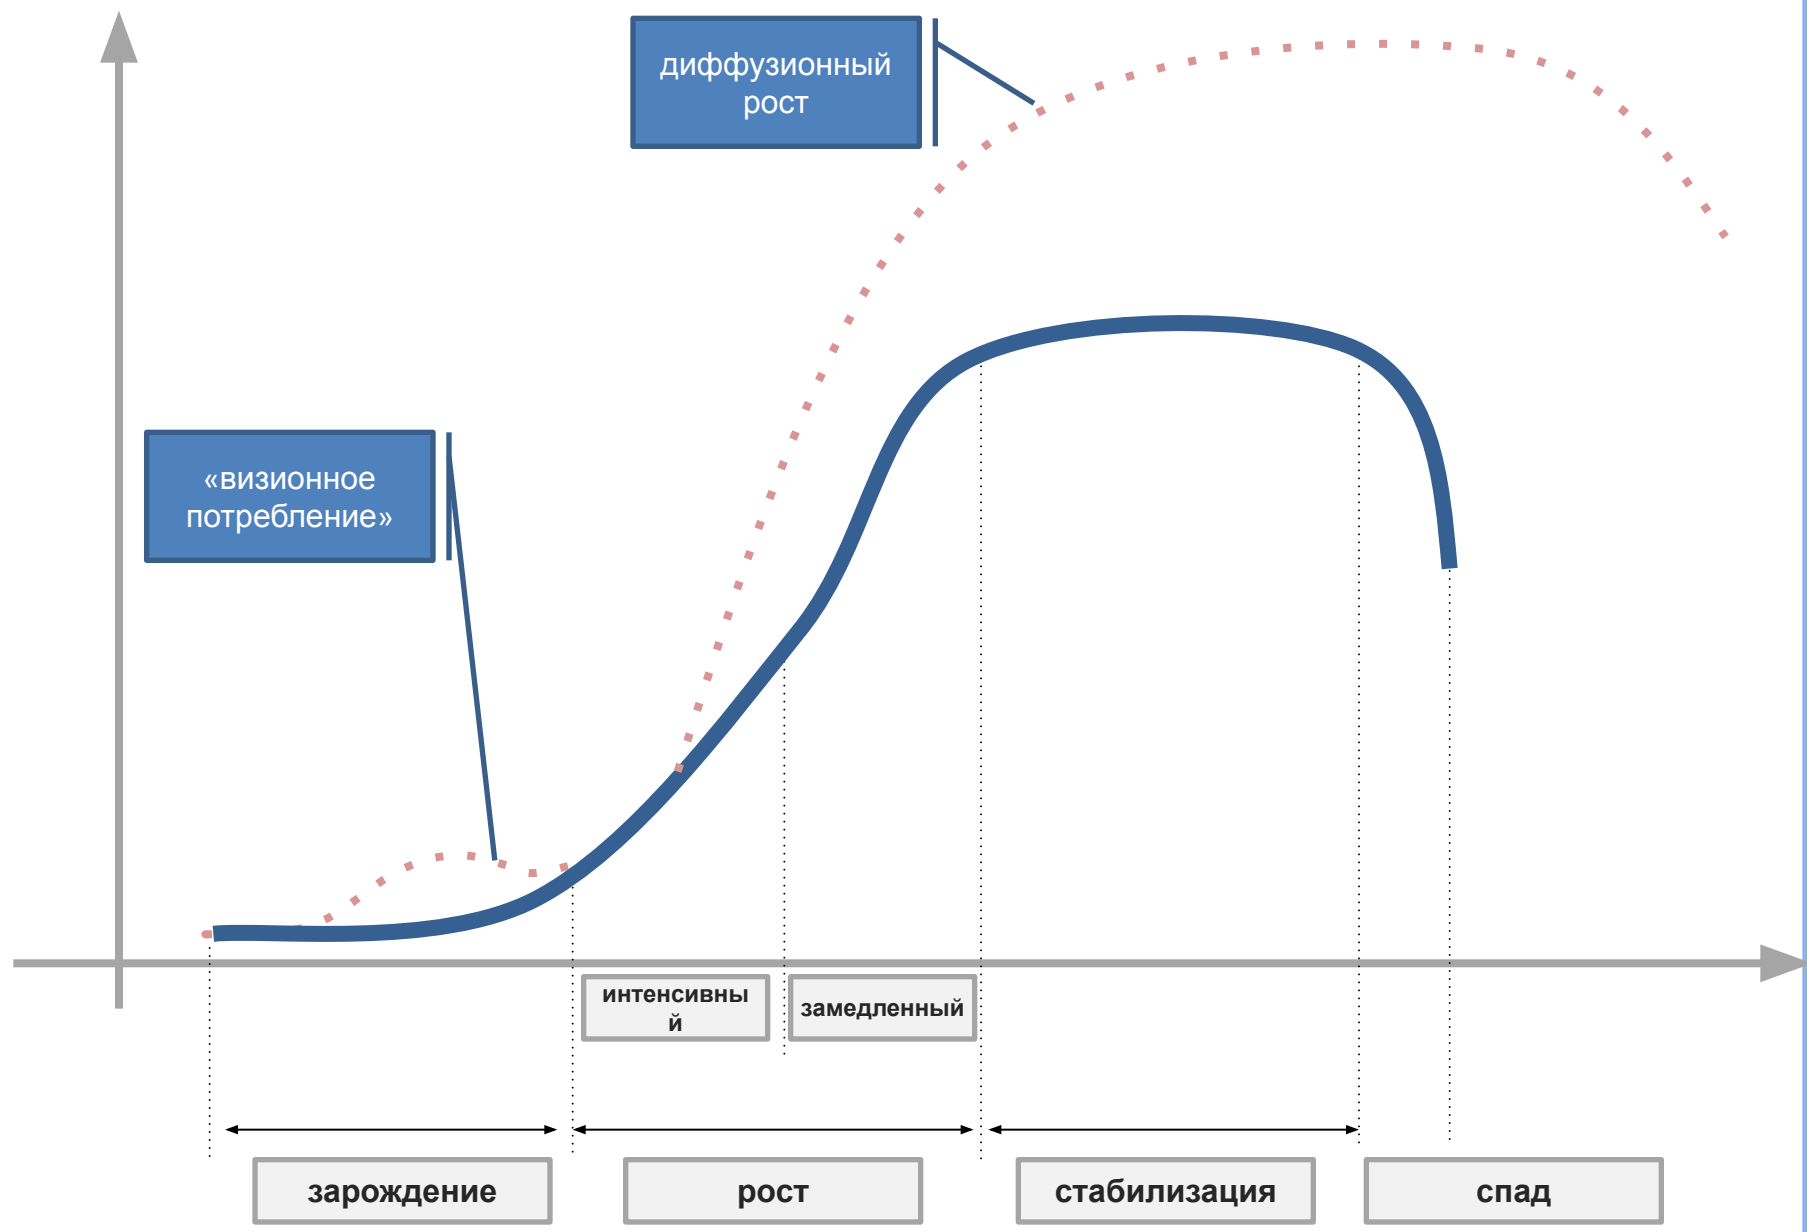 диффузионный
рост
«визионное
потребление»
интенсивны
й
замедленный
зарождение
рост
стабилизация
спад